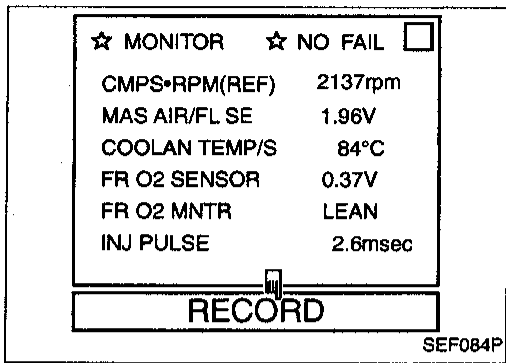 ☆ MONITOR ☆ NO FAIL
CMPS•RPM(REF) 2137rpm
MAS AIR/FL SE 1.96V
COOLAN TEMP/S 84°C
FR O2 SENSOR 0.37V
FR O2 MNTR LEAN
INJ PULSE 2.6msec
RECORD
SEF084P